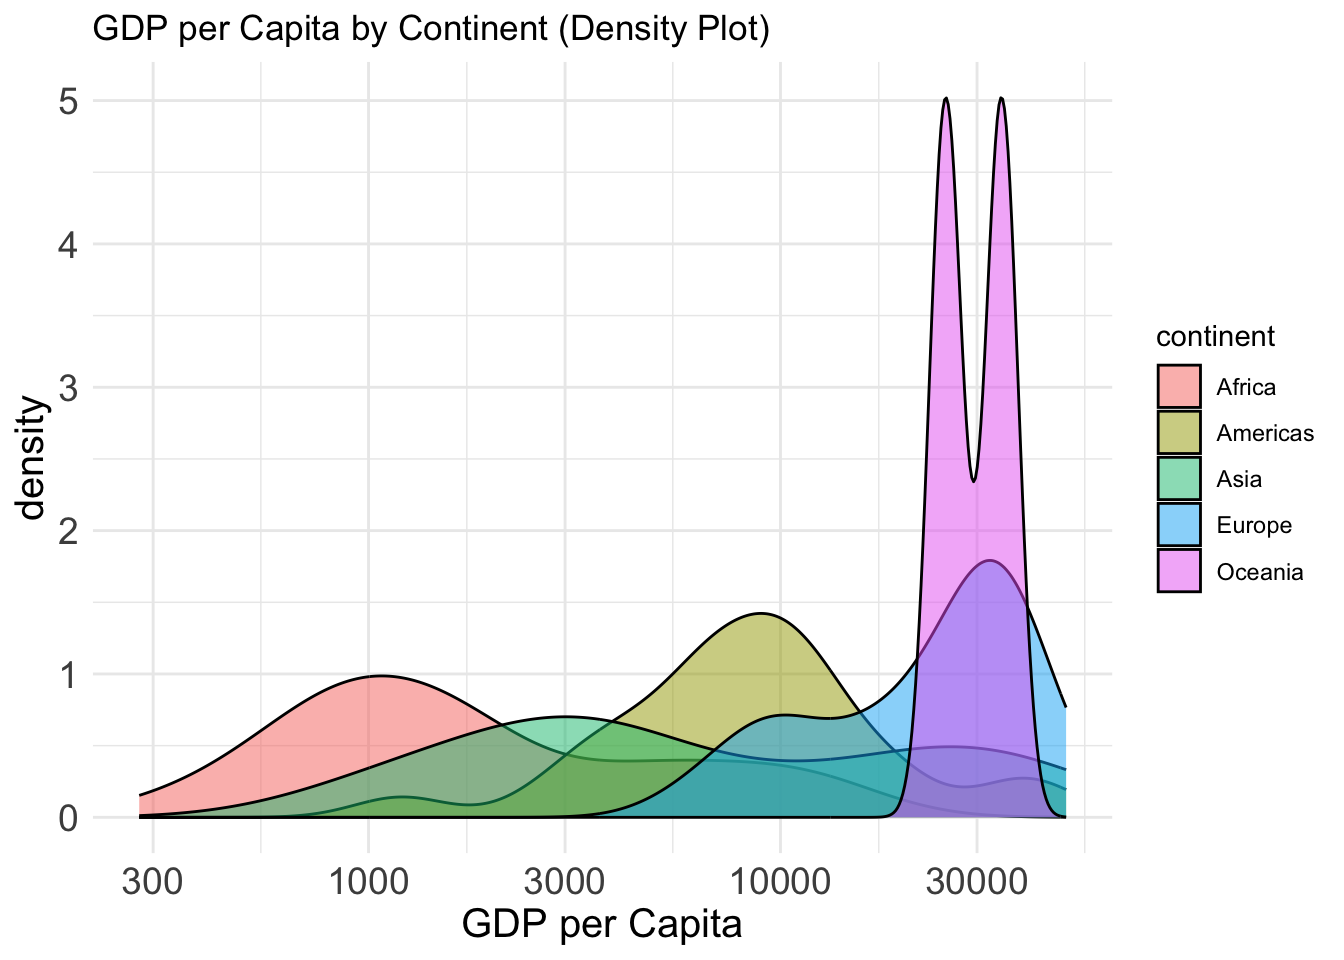 GDP per Capita by Continent (Density Plot)
5
4
3
2
1
0
density
300 1000 3000 10000 30000
GDP per Capita
continent
Africa
Americas
Asia
Europe
Oceania